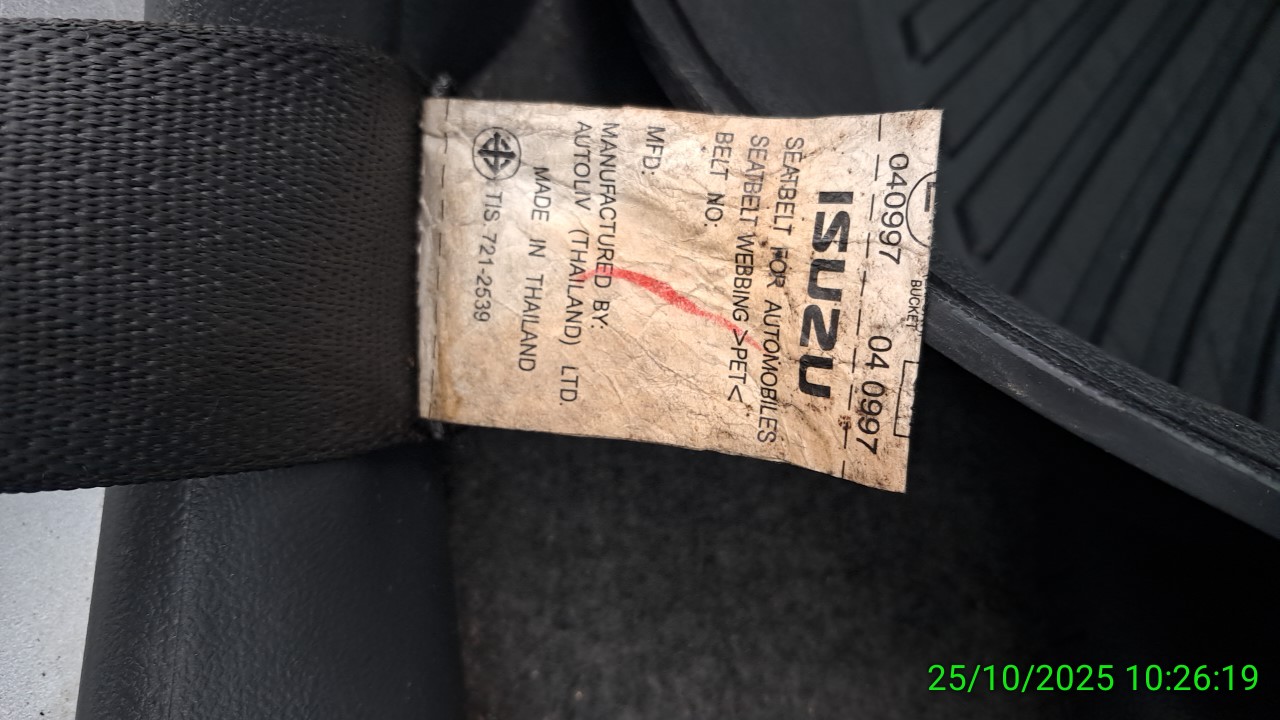 E
BUCKET
040997 04 0997
ISUZU
SEATBELT FOR AUTOMOBILES
SEATBELT WEBBING >PET<
BELT NO:
MFD:
MANUFACTURED BY:
AUTOLIV (THAILAND) LTD.
MADE IN THAILAND
TIS 721-2539
25/10/2025 10:26:19